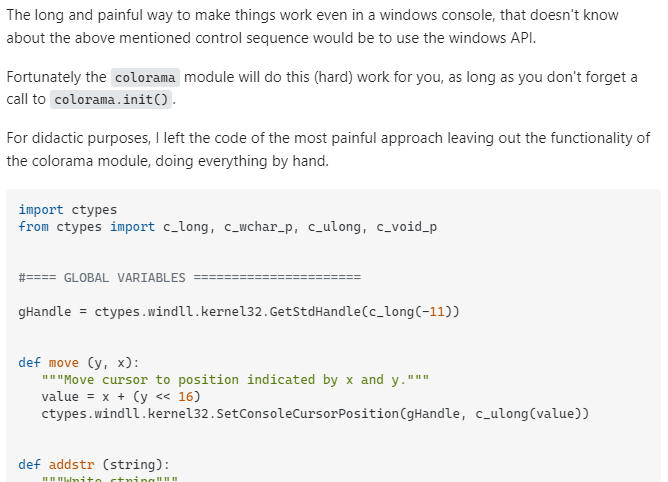 The long and painful way to make things work even in a windows console, that doesn't know
about the above mentioned control sequence would be to use the windows API.
Fortunately the colorama module will do this (hard) work for you, as long as you don't forget a
call to colorama.init().
For didactic purposes, I left the code of the most painful approach leaving out the functionality of
the colorama module, doing everything by hand.
import ctypes
from ctypes import c_long, c_wchar_p, c_ulong, c_void_p
#==== GLOBAL VARIABLES ======================
gHandle = ctypes.windll.kernel32.GetStdHandle(c_long(-11))
def move (y, x):
   """Move cursor to position indicated by x and y."""
   value = x + (y << 16)
   ctypes.windll.kernel32.SetConsoleCursorPosition(gHandle, c_ulong(value))
def addstr (string):
   """Write string"""